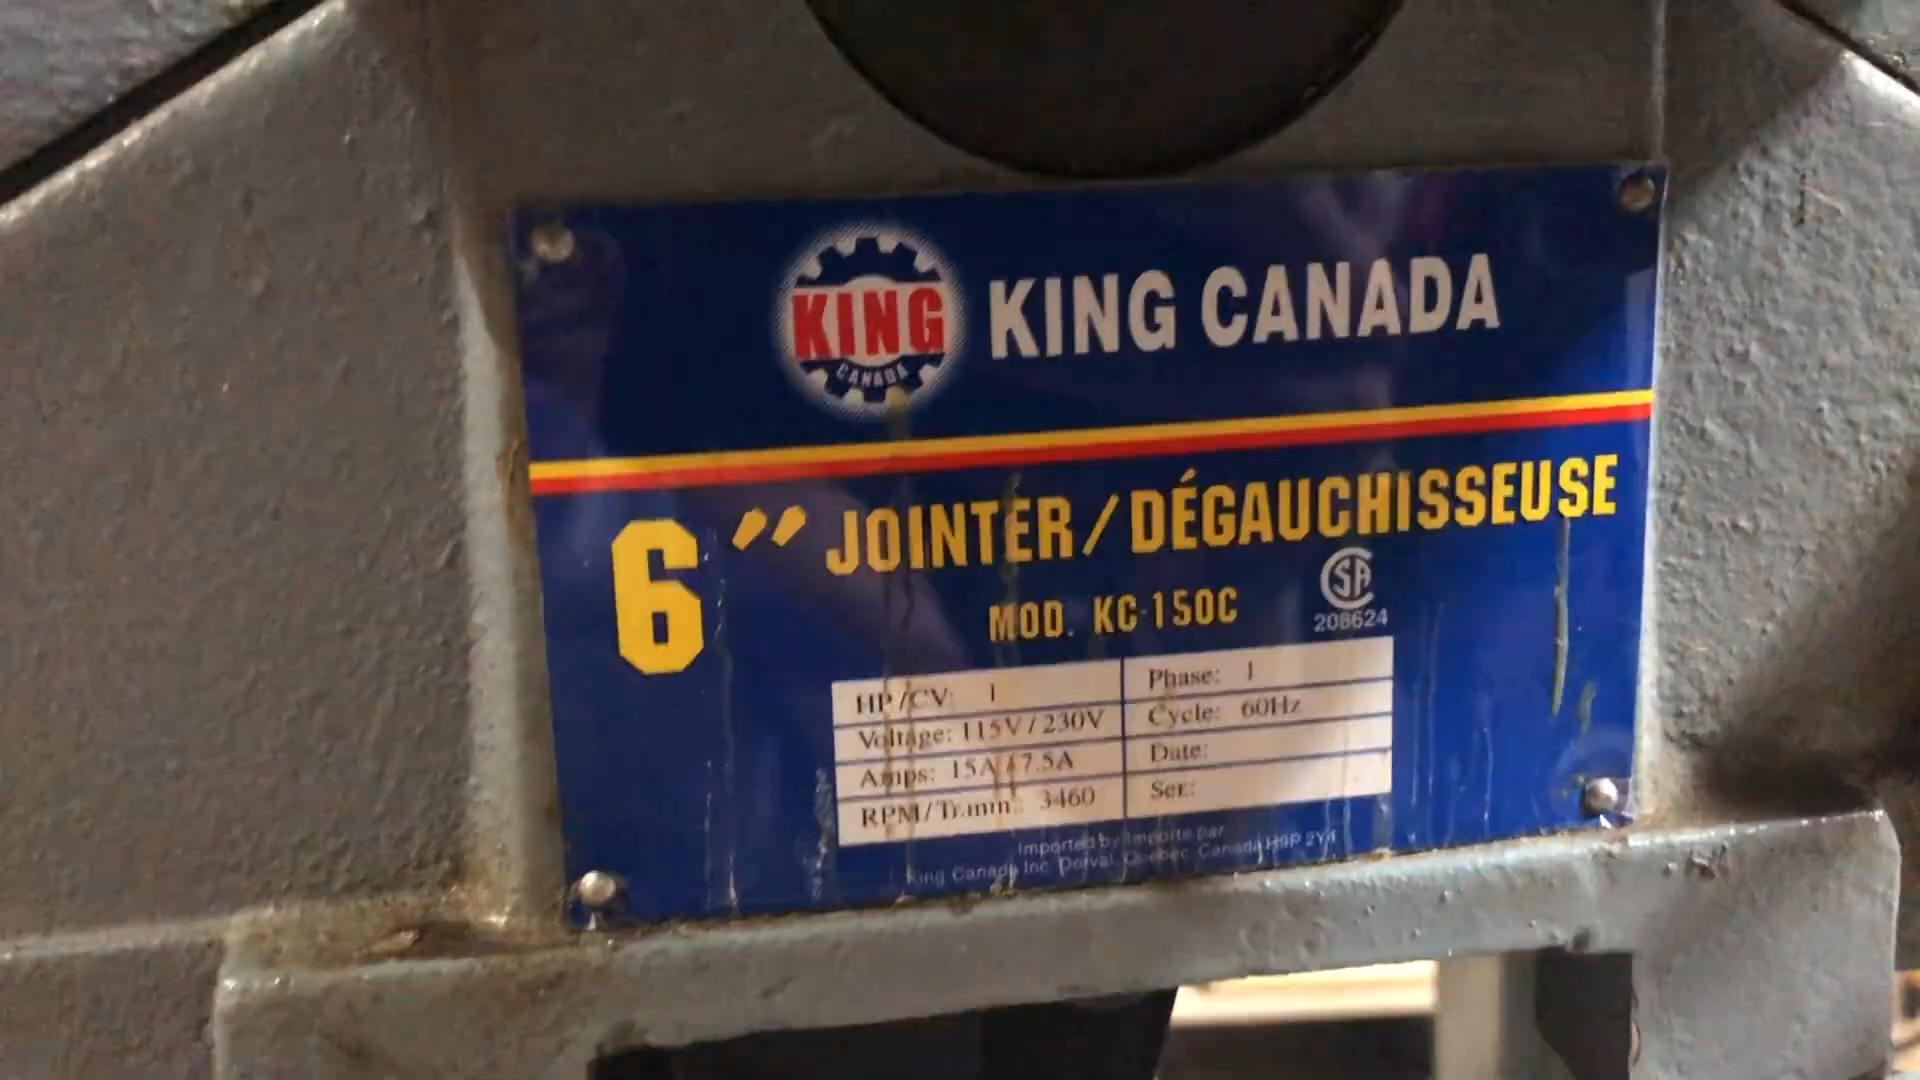 KING
CANADA
KING CANADA
6" JOINTER/DÉGAUCHISSEUSE
MOD. KC-150C
208624
HP/CV: 1
Phase: 1
Voltage: 115V/230V
Cycle: 60Hz
Amps: 15A/7.5A
Date:
RPM/Tr.min.: 3460
Ser.:
Imported by/Importé par
King Canada Inc. Dorval, Quebec, Canada H9P 2Y4